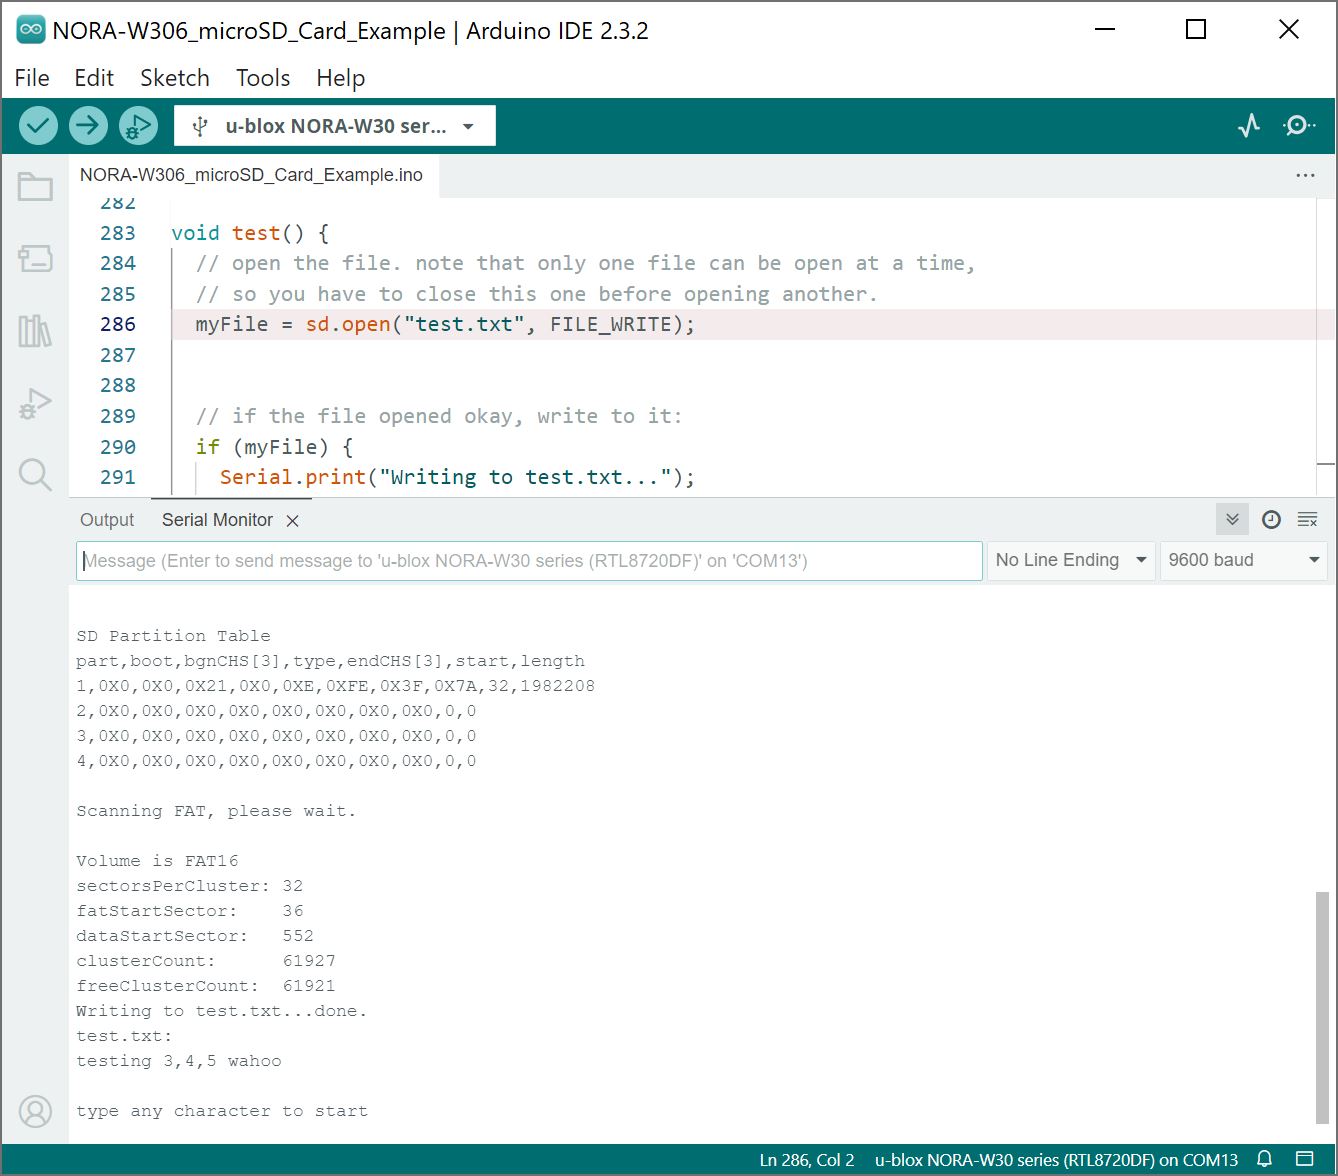 NORA-W306_microSD_Card_Example | Arduino IDE 2.3.2
File Edit Sketch Tools Help
u-blox NORA-W30 ser...
NORA-W306_microSD_Card_Example.ino
282
283 void test() {
284 // open the file. note that only one file can be open at a time,
285 // so you have to close this one before opening another.
286 myFile = sd.open("test.txt", FILE_WRITE);
287
288
289 // if the file opened okay, write to it:
290 if (myFile) {
291 Serial.print("Writing to test.txt...");
Output Serial Monitor
Message (Enter to send message to 'u-blox NORA-W30 series (RTL8720DF)' on 'COM13') No Line Ending 9600 baud
SD Partition Table
part,boot,bgnCHS[3],type,endCHS[3],start,length
1,0X0,0X0,0X21,0X0,0XE,0XFE,0X3F,0X7A,32,1982208
2,0X0,0X0,0X0,0X0,0X0,0X0,0X0,0X0,0,0
3,0X0,0X0,0X0,0X0,0X0,0X0,0X0,0X0,0,0
4,0X0,0X0,0X0,0X0,0X0,0X0,0X0,0X0,0,0
Scanning FAT, please wait.
Volume is FAT16
sectorsPerCluster: 32
fatStartSector: 36
dataStartSector: 552
clusterCount: 61927
freeClusterCount: 61921
Writing to test.txt...done.
test.txt:
testing 3,4,5 wahoo
type any character to start
Ln 286, Col 2 u-blox NORA-W30 series (RTL8720DF) on COM13